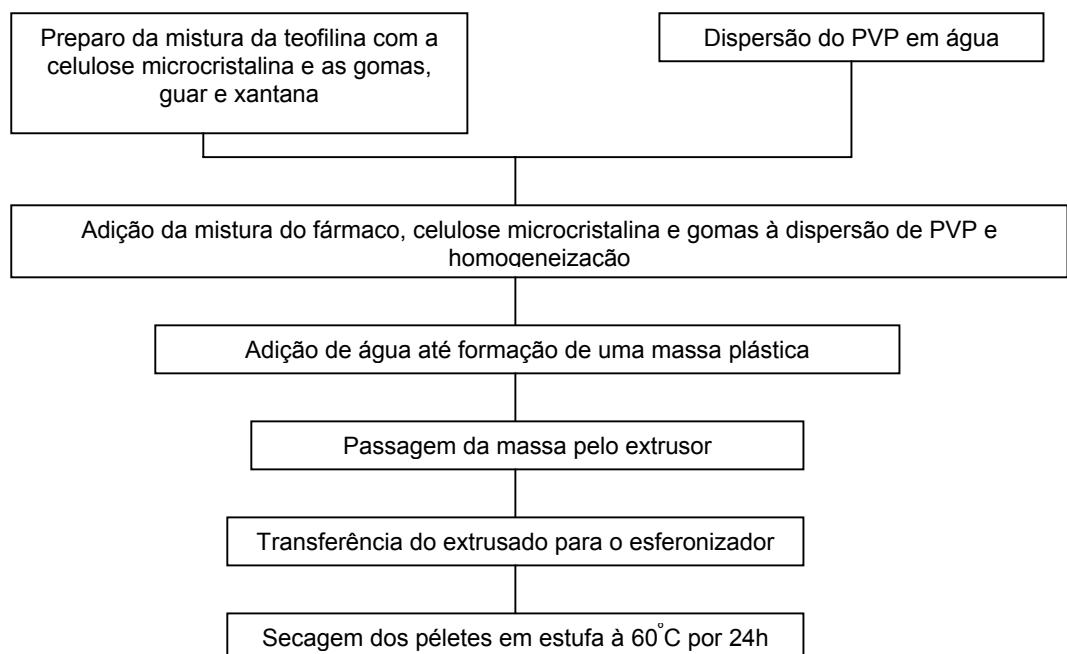 Preparo da mistura da teofilina com a
celulose microcristalina e as gomas,
guar e xantana
Dispersão do PVP em água
Adição da mistura do fármaco, celulose microcristalina e gomas à dispersão de PVP e
homogeneização
Adição de água até formação de uma massa plástica
Passagem da massa pelo extrusor
Transferência do extrusado para o esferonizador
Secagem dos péletes em estufa à 60°C por 24h